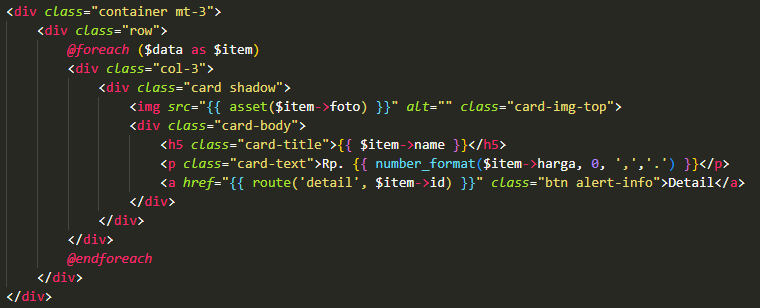 <div class="container mt-3">
<div class="row">
@foreach ($data as $item)
<div class="col-3">
<div class="card shadow">
<img src="{{ asset($item->foto) }}" alt="" class="card-img-top">
<div class="card-body">
<h5 class="card-title">{{ $item->name }}</h5>
<p class="card-text">Rp. {{ number_format($item->harga, 0, ',','.') }}</p>
<a href="{{ route('detail', $item->id) }}" class="btn alert-info">Detail</a>
</div>
</div>
</div>
@endforeach
</div>
</div>